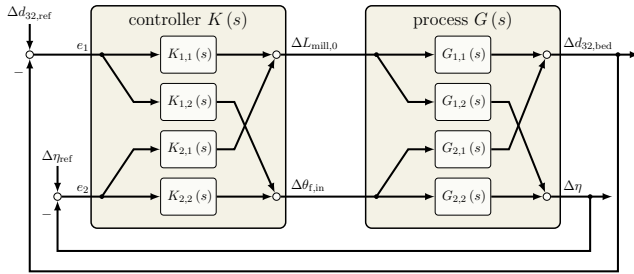 Δd32,ref
controller K (s)
process G (s)
e1
K1,1 (s)
ΔLmill,0
G1,1 (s)
Δd32,bed
−
K1,2 (s)
G1,2 (s)
Δηref
K2,1 (s)
G2,1 (s)
e2
K2,2 (s)
Δθf,in
G2,2 (s)
Δη
−